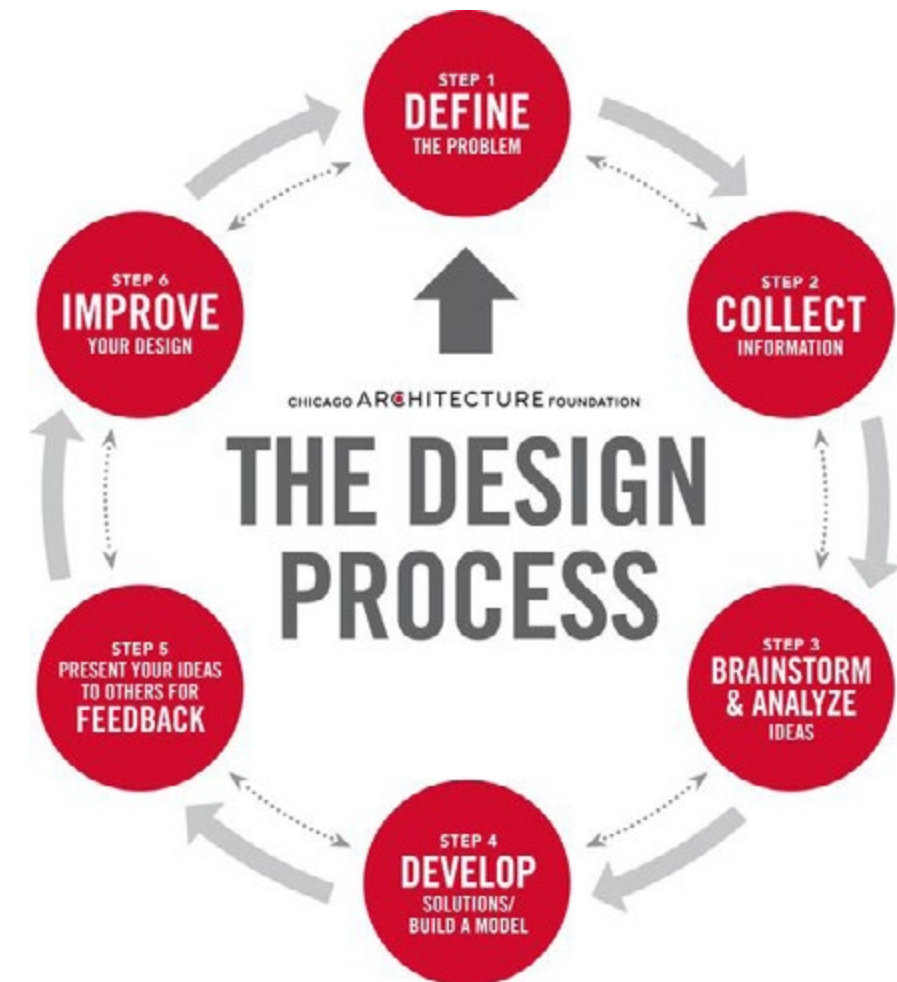 STEP 1
DEFINE
THE PROBLEM
STEP 2
COLLECT
INFORMATION
STEP 3
BRAINSTORM
& ANALYZE
IDEAS
STEP 4
DEVELOP
SOLUTIONS/
BUILD A MODEL
STEP 5
PRESENT YOUR IDEAS
TO OTHERS FOR
FEEDBACK
STEP 6
IMPROVE
YOUR DESIGN
CHICAGO ARCHITECTURE FOUNDATION
THE DESIGN
PROCESS